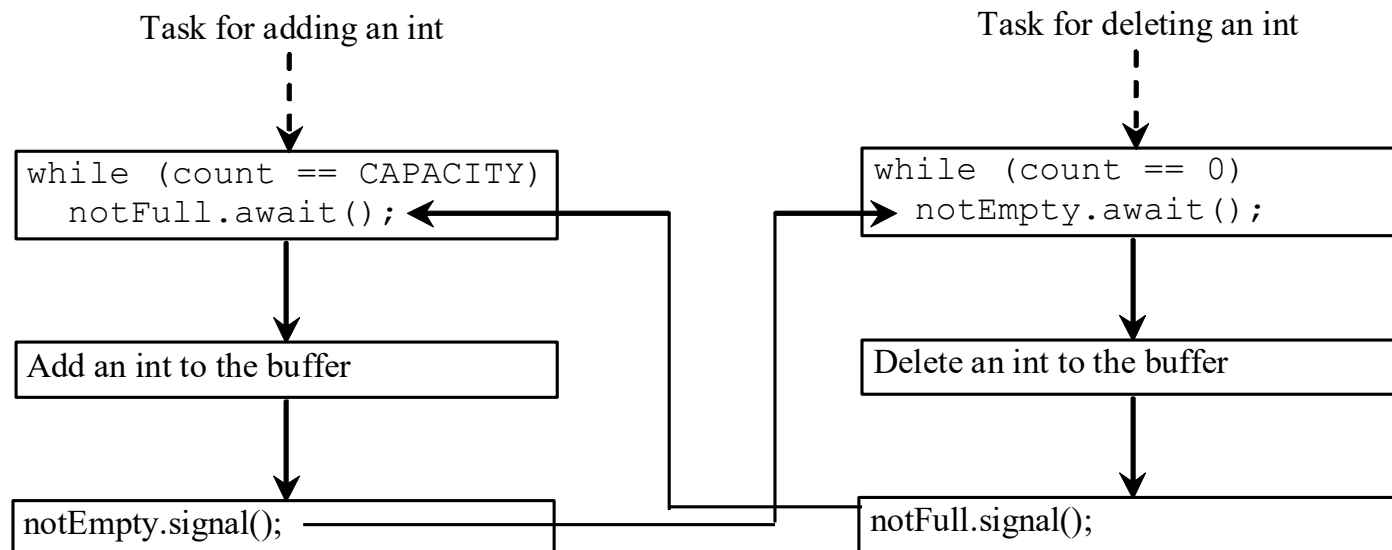 Task for adding an int
while (count == CAPACITY)
notFull.await();
Add an int to the buffer
notEmpty.signal();
Task for deleting an int
while (count == 0)
notEmpty.await();
Delete an int to the buffer
notFull.signal();